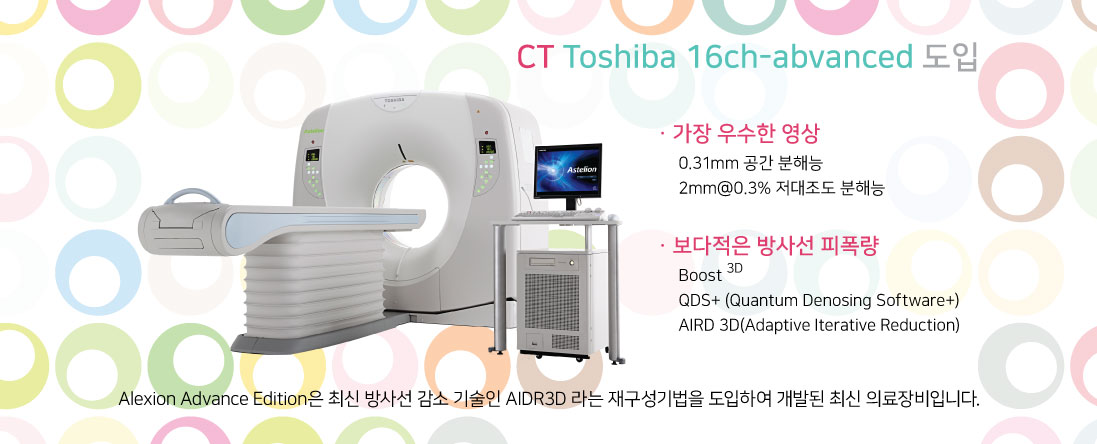 CT Toshiba 16ch-abvanced 도입
TOSHIBA
Astelion
Astelion
· 가장 우수한 영상
0.31mm 공간 분해능
2mm@0.3% 저대조도 분해능
· 보다적은 방사선 피폭량
Boost 3D
QDS+ (Quantum Denosing Software+)
AIRD 3D(Adaptive Iterative Reduction)
Alexion Advance Edition은 최신 방사선 감소 기술인 AIDR3D 라는 재구성기법을 도입하여 개발된 최신 의료장비입니다.